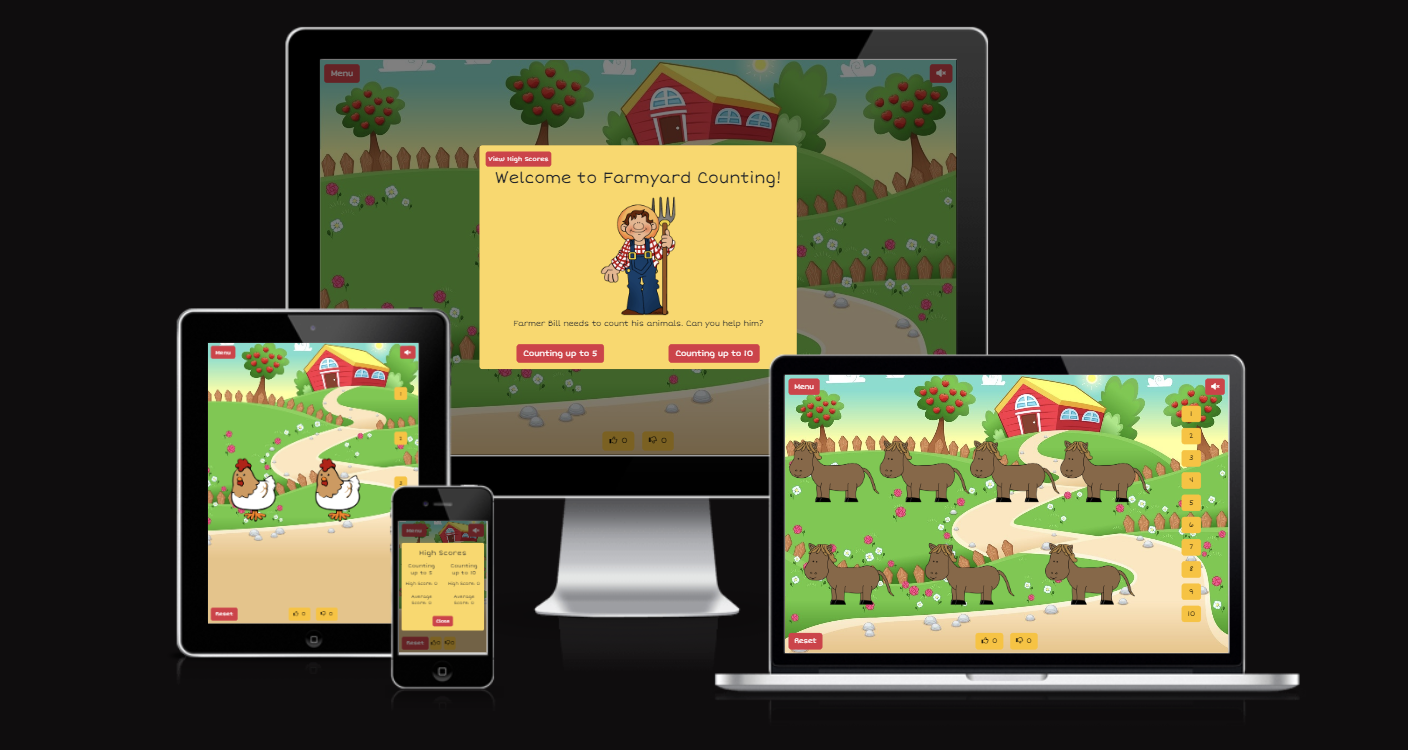 Menu
View High Scores
Welcome to Farmyard Counting!
Farmer Bill needs to count his animals. Can you help him?
Counting up to 5
Counting up to 10
0
0
Menu
1
2
Reset
0
0
Menu
High Scores
Counting
up to 5
Counting
up to 10
High Score: 0
High Score: 0
Average
Score: 0
Average
Score: 0
Close
Reset
Menu
1
2
3
4
5
6
7
8
9
10
Reset
0
0